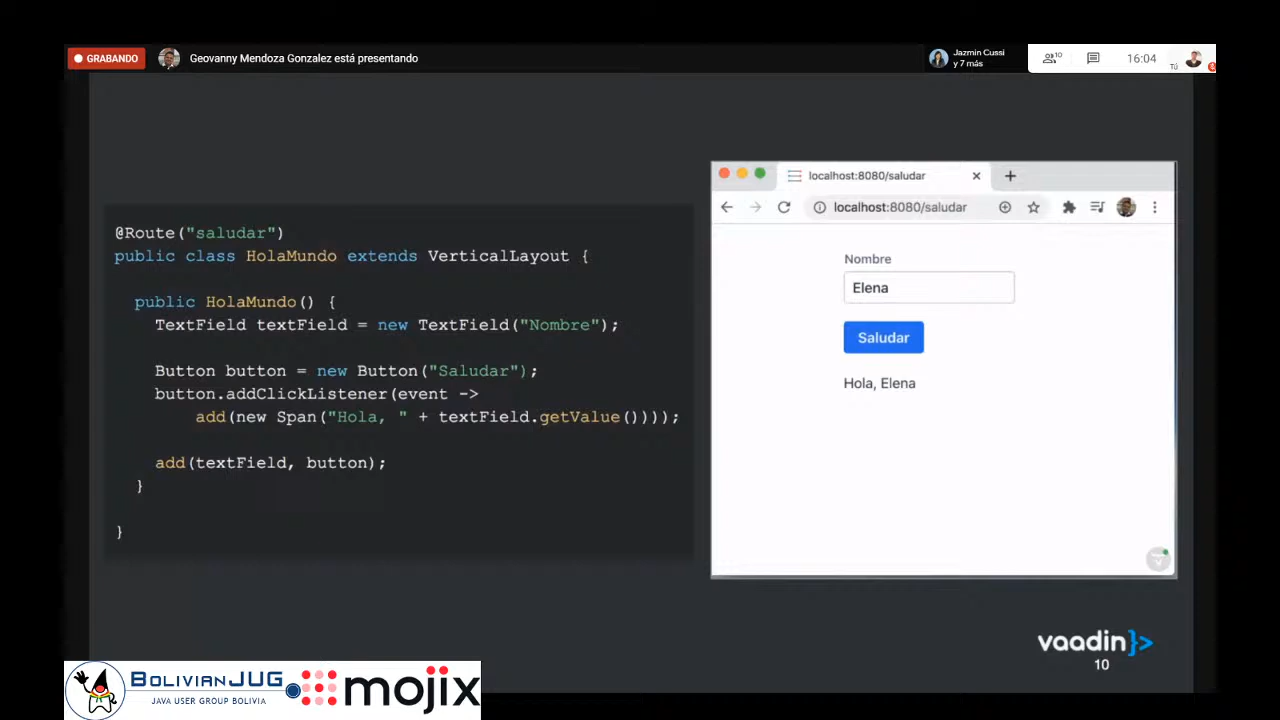 GRABANDO
Geovanny Mendoza Gonzalez está presentando
Jazmin Cussi
y 7 más
10
16:04
Tú
@Route("saludar")
public class HolaMundo extends VerticalLayout {
public HolaMundo() {
TextField textField = new TextField("Nombre");
Button button = new Button("Saludar");
button.addClickListener(event ->
add(new Span("Hola, " + textField.getValue())));
add(textField, button);
}
}
localhost:8080/saludar
localhost:8080/saludar
Nombre
Elena
Saludar
Hola, Elena
vaadin}>
10
BOLIVIANJUG
JAVA USER GROUP BOLIVIA
mojix